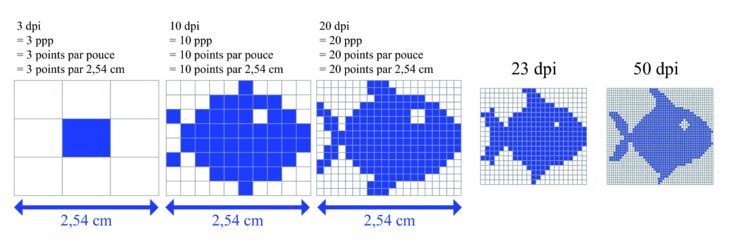 3 dpi
= 3 ppp
= 3 points par pouce
= 3 points par 2,54 cm
10 dpi
= 10 ppp
= 10 points par pouce
= 10 points par 2,54 cm
20 dpi
= 20 ppp
= 20 points par pouce
= 20 points par 2,54 cm
23 dpi
50 dpi
2,54 cm
2,54 cm
2,54 cm